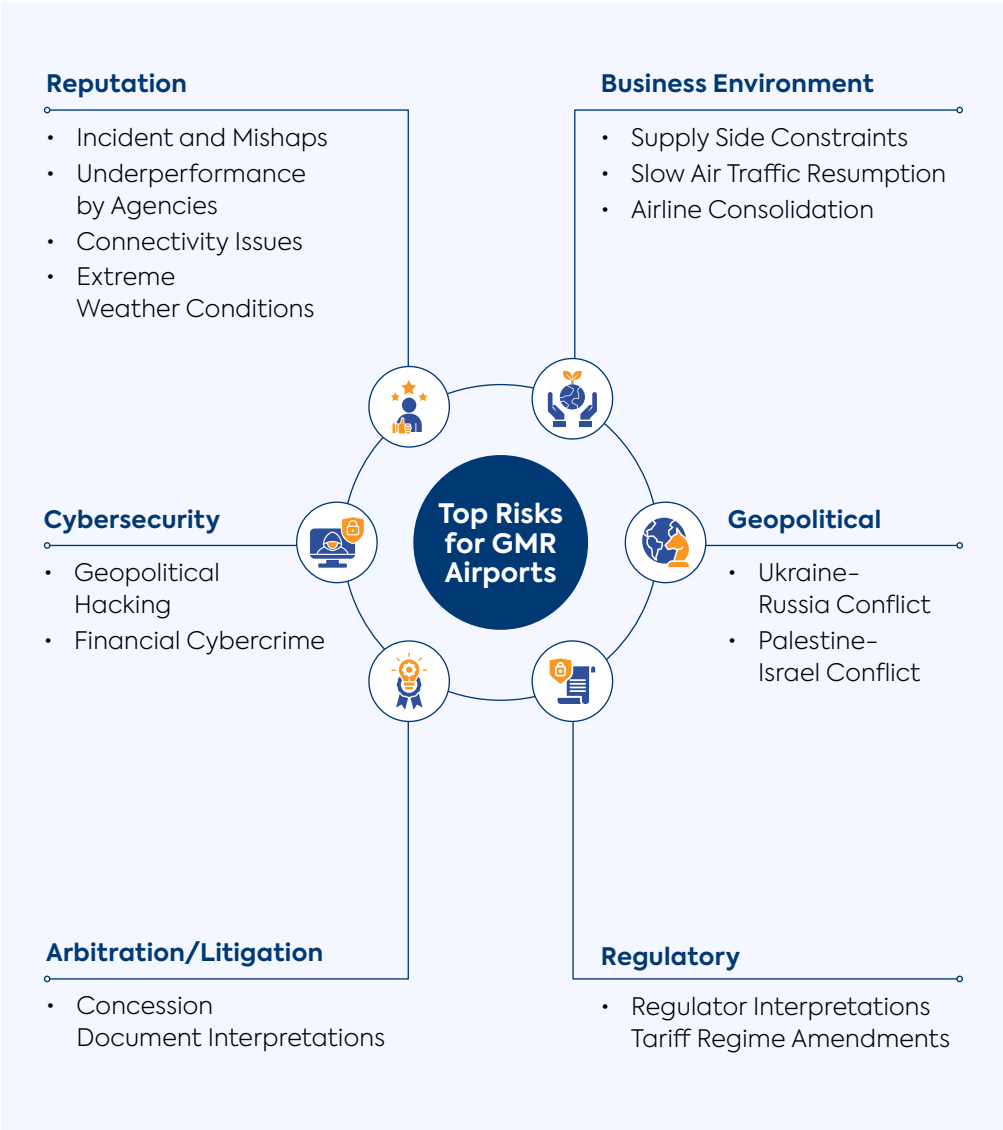 Reputation
• Incident and Mishaps
• Underperformance
by Agencies
• Connectivity Issues
• Extreme
Weather Conditions
Business Environment
• Supply Side Constraints
• Slow Air Traffic Resumption
• Airline Consolidation
Top Risks
for GMR
Airports
Cybersecurity
• Geopolitical
Hacking
• Financial Cybercrime
Geopolitical
• Ukraine-
Russia Conflict
• Palestine-
Israel Conflict
Arbitration/Litigation
• Concession
Document Interpretations
Regulatory
• Regulator Interpretations
Tariff Regime Amendments